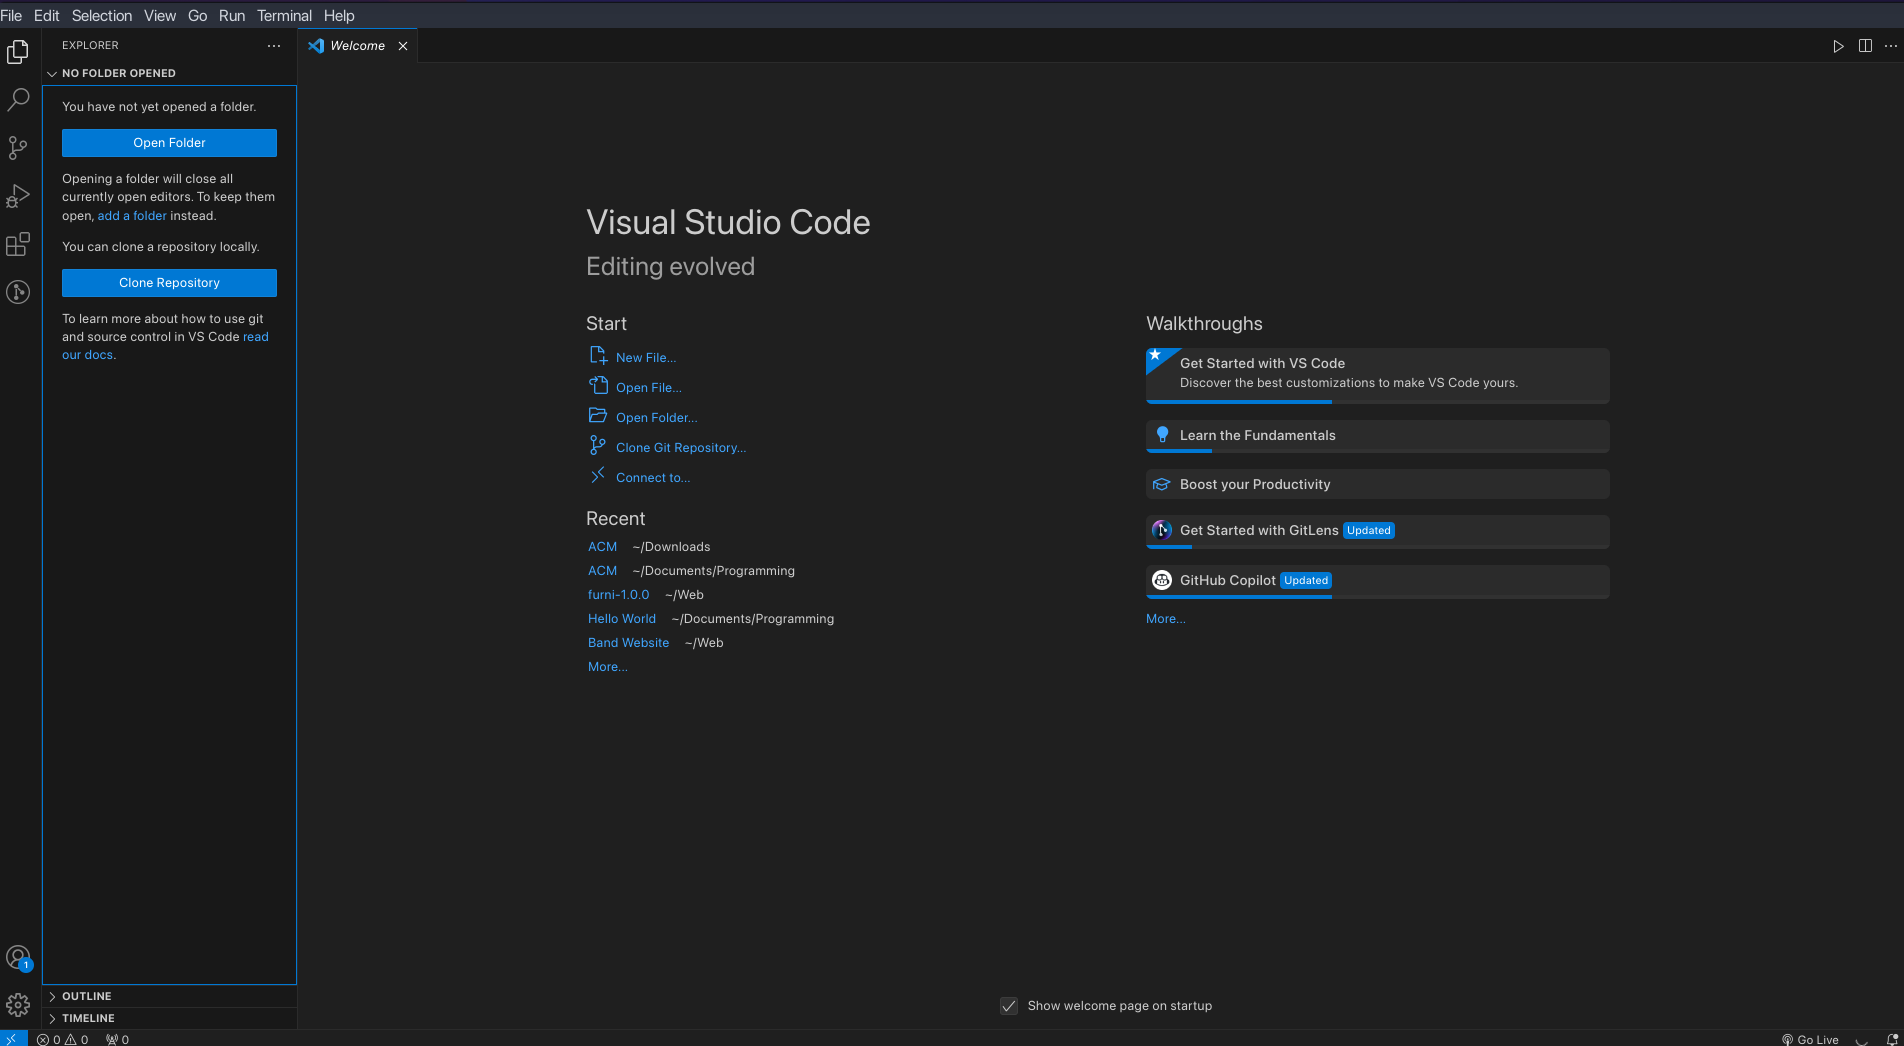 File Edit Selection View Go Run Terminal Help
EXPLORER
Welcome
NO FOLDER OPENED
You have not yet opened a folder.
Open Folder
Opening a folder will close all
currently open editors. To keep them
open, add a folder instead.
You can clone a repository locally.
Clone Repository
To learn more about how to use git
and source control in VS Code read
our docs.
Visual Studio Code
Editing evolved
Start
New File...
Open File...
Open Folder...
Clone Git Repository...
Connect to...
Recent
ACM ~/Downloads
ACM ~/Documents/Programming
furni-1.0.0 ~/Web
Hello World ~/Documents/Programming
Band Website ~/Web
More...
Walkthroughs
Get Started with VS Code
Discover the best customizations to make VS Code yours.
Learn the Fundamentals
Boost your Productivity
Get Started with GitLens Updated
GitHub Copilot Updated
More...
Show welcome page on startup
1
OUTLINE
TIMELINE
0 0 0
Go Live